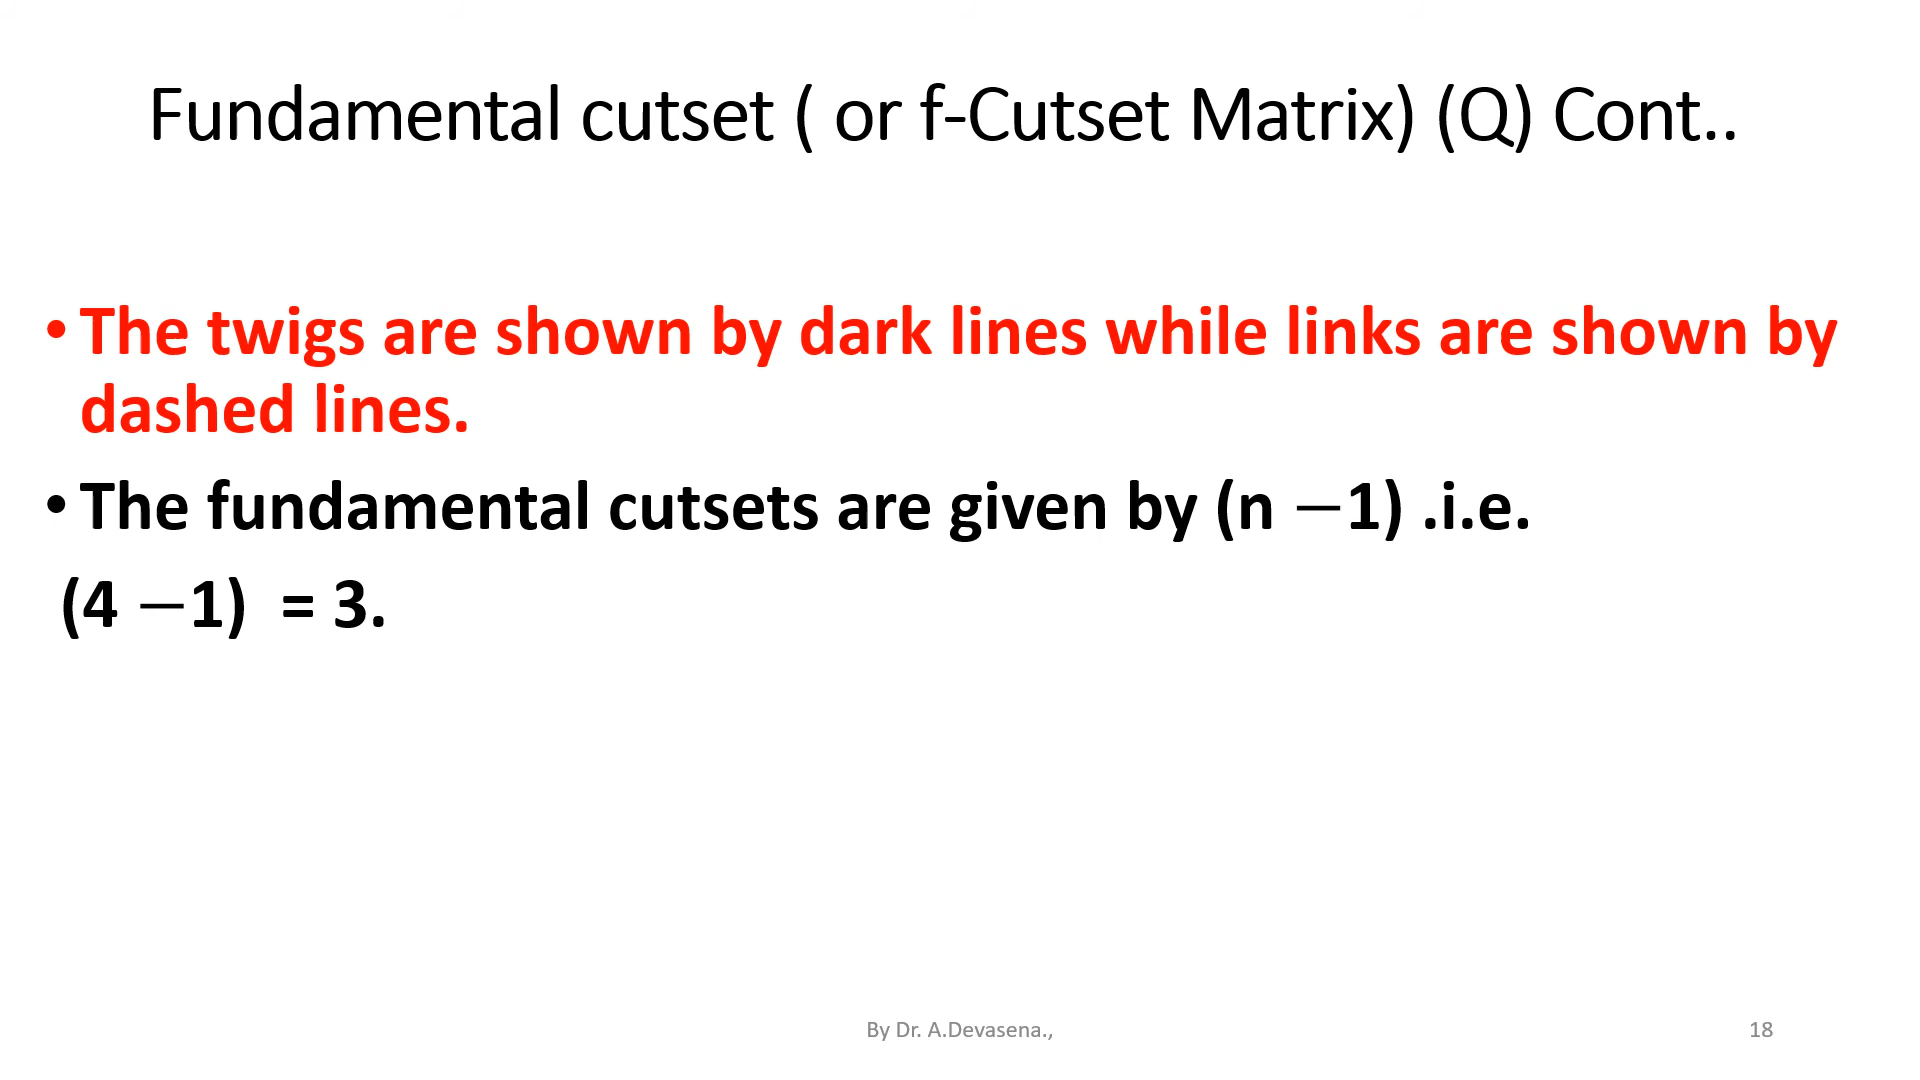 Fundamental cutset ( or f-Cutset Matrix) (Q) Cont..
• The twigs are shown by dark lines while links are shown by
dashed lines.
• The fundamental cutsets are given by (n −1) .i.e.
(4 −1)  = 3.
By Dr. A.Devasena.,
18